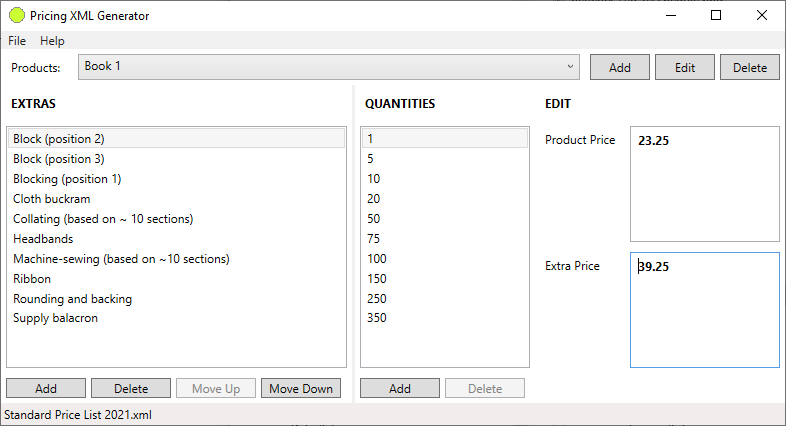 Pricing XML Generator
File Help
Products: Book 1 Add Edit Delete
EXTRAS QUANTITIES EDIT
Block (position 2) 1 Product Price 23.25
Block (position 3) 5
Blocking (position 1) 10
Cloth buckram 20
Collating (based on ~ 10 sections) 50
Headbands 75
Machine-sewing (based on ~10 sections) 100 Extra Price 39.25
Ribbon 150
Rounding and backing 250
Supply balacron 350
Add Delete Move Up Move Down Add Delete
Standard Price List 2021.xml